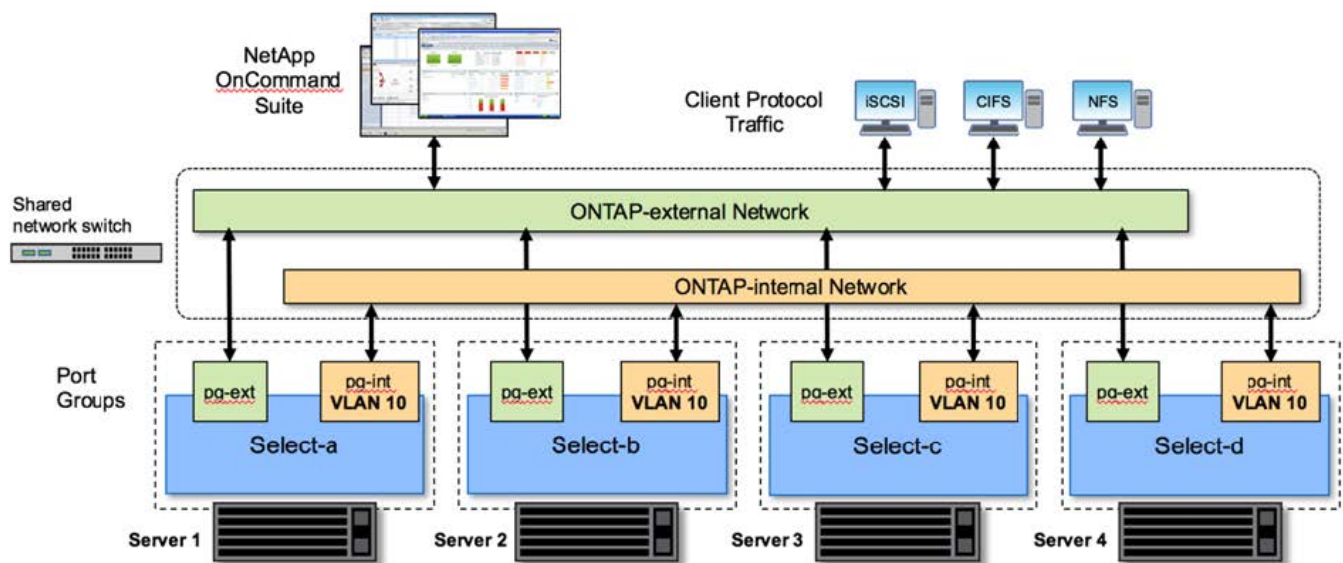 NetApp
OnCommand
Suite
Client Protocol
Traffic
iSCSI
CIFS
NFS
Shared
network switch
ONTAP-external Network
ONTAP-internal Network
Port
Groups
pg-ext
pg-int
VLAN 10
Select-a
pg-ext
pg-int
VLAN 10
Select-b
pg-ext
pg-int
VLAN 10
Select-c
pg-ext
pg-int
VLAN 10
Select-d
Server 1
Server 2
Server 3
Server 4